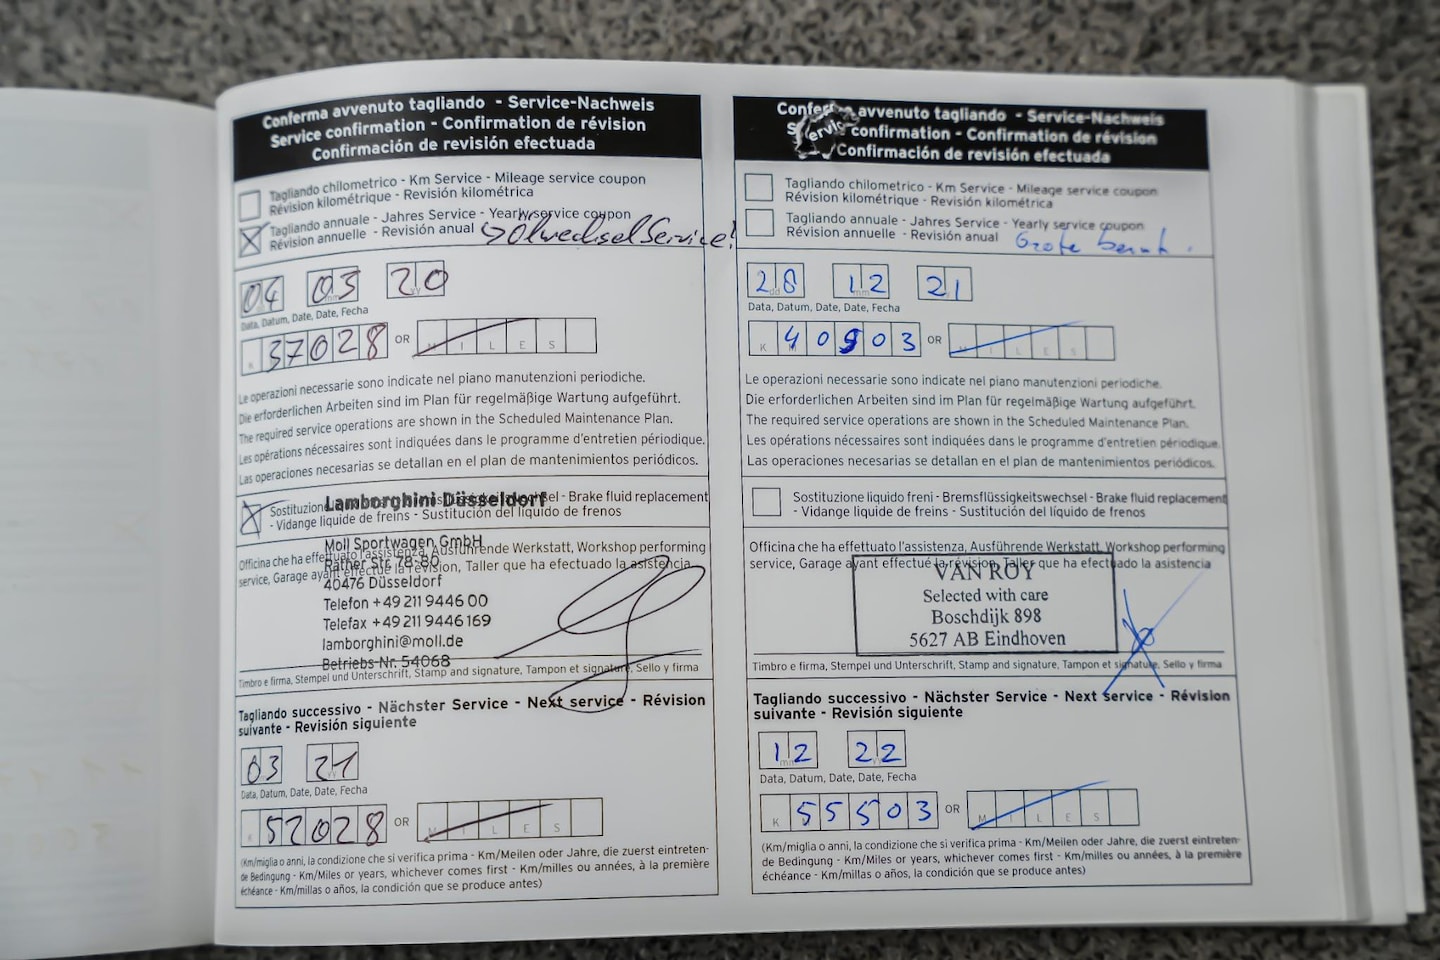 Conferma avvenuto tagliando - Service-Nachweis
Service confirmation - Confirmation de révision
Confirmación de revisión efectuada
Tagliando chilometrico - Km Service - Mileage service coupon
Révision kilométrique - Revisión kilométrica
Tagliando annuale - Jahres Service - Yearly service coupon
Révision annuelle - Revisión anual -> Ölwechsel Service!
04 03 20
Data, Datum, Date, Date, Fecha
K 37028 OR MILES
Le operazioni necessarie sono indicate nel piano manutenzioni periodiche.
Die erforderlichen Arbeiten sind im Plan für regelmäßige Wartung aufgeführt.
The required service operations are shown in the Scheduled Maintenance Plan.
Les opérations nécessaires sont indiquées dans le programme d'entretien périodique.
Las operaciones necesarias se detallan en el plan de mantenimientos periódicos.
Lamborghini Düsseldorf
Sostituzione - Brake fluid replacement
- Vidange liquide de freins - Sustitución del líquido de frenos
Moll Sportwagen GmbH
Officina che ha effettuato l'assistenza, Ausführende Werkstatt, Workshop performing
Rather Str. 78-80
service, Garage ayant effectué la révision, Taller que ha efectuado la asistencia
40476 Düsseldorf
Telefon +49 211 9446 00
Telefax +49 211 9446 169
lamborghini@moll.de
Betriebs-Nr. 54068
Timbro e firma, Stempel und Unterschrift, Stamp and signature, Tampon et signature, Sello y firma
Tagliando successivo - Nächster Service - Next service - Révision
suivante - Revisión siguiente
03 21
Data, Datum, Date, Date, Fecha
K 52028 OR MILES
(Km/miglia o anni, la condizione che si verifica prima - Km/Meilen oder Jahre, die zuerst eintreten-
de Bedingung - Km/Miles or years, whichever comes first - Km/milles ou années, à la première
échéance - Km/millas o años, la condición que se produce antes)
Conferma avvenuto tagliando - Service-Nachweis
Service confirmation - Confirmation de révision
Confirmación de revisión efectuada
Tagliando chilometrico - Km Service - Mileage service coupon
Révision kilométrique - Revisión kilométrica
Tagliando annuale - Jahres Service - Yearly service coupon
Révision annuelle - Revisión anual Grote beurt.
28 12 21
Data, Datum, Date, Date, Fecha
K 40503 OR MILES
Le operazioni necessarie sono indicate nel piano manutenzioni periodiche.
Die erforderlichen Arbeiten sind im Plan für regelmäßige Wartung aufgeführt.
The required service operations are shown in the Scheduled Maintenance Plan.
Les opérations nécessaires sont indiquées dans le programme d'entretien périodique.
Las operaciones necesarias se detallan en el plan de mantenimientos periódicos.
Sostituzione liquido freni - Bremsflüssigkeitswechsel - Brake fluid replacement
- Vidange liquide de freins - Sustitución del líquido de frenos
Officina che ha effettuato l'assistenza, Ausführende Werkstatt, Workshop performing
service, Garage ayant effectué la révision, Taller que ha efectuado la asistencia
VAN ROY
Selected with care
Boschdijk 898
5627 AB Eindhoven
Timbro e firma, Stempel und Unterschrift, Stamp and signature, Tampon et signature, Sello y firma
Tagliando successivo - Nächster Service - Next service - Révision
suivante - Revisión siguiente
12 22
Data, Datum, Date, Date, Fecha
K 55503 OR MILES
(Km/miglia o anni, la condizione che si verifica prima - Km/Meilen oder Jahre, die zuerst eintreten-
de Bedingung - Km/Miles or years, whichever comes first - Km/milles ou années, à la première
échéance - Km/millas o años, la condición que se produce antes)